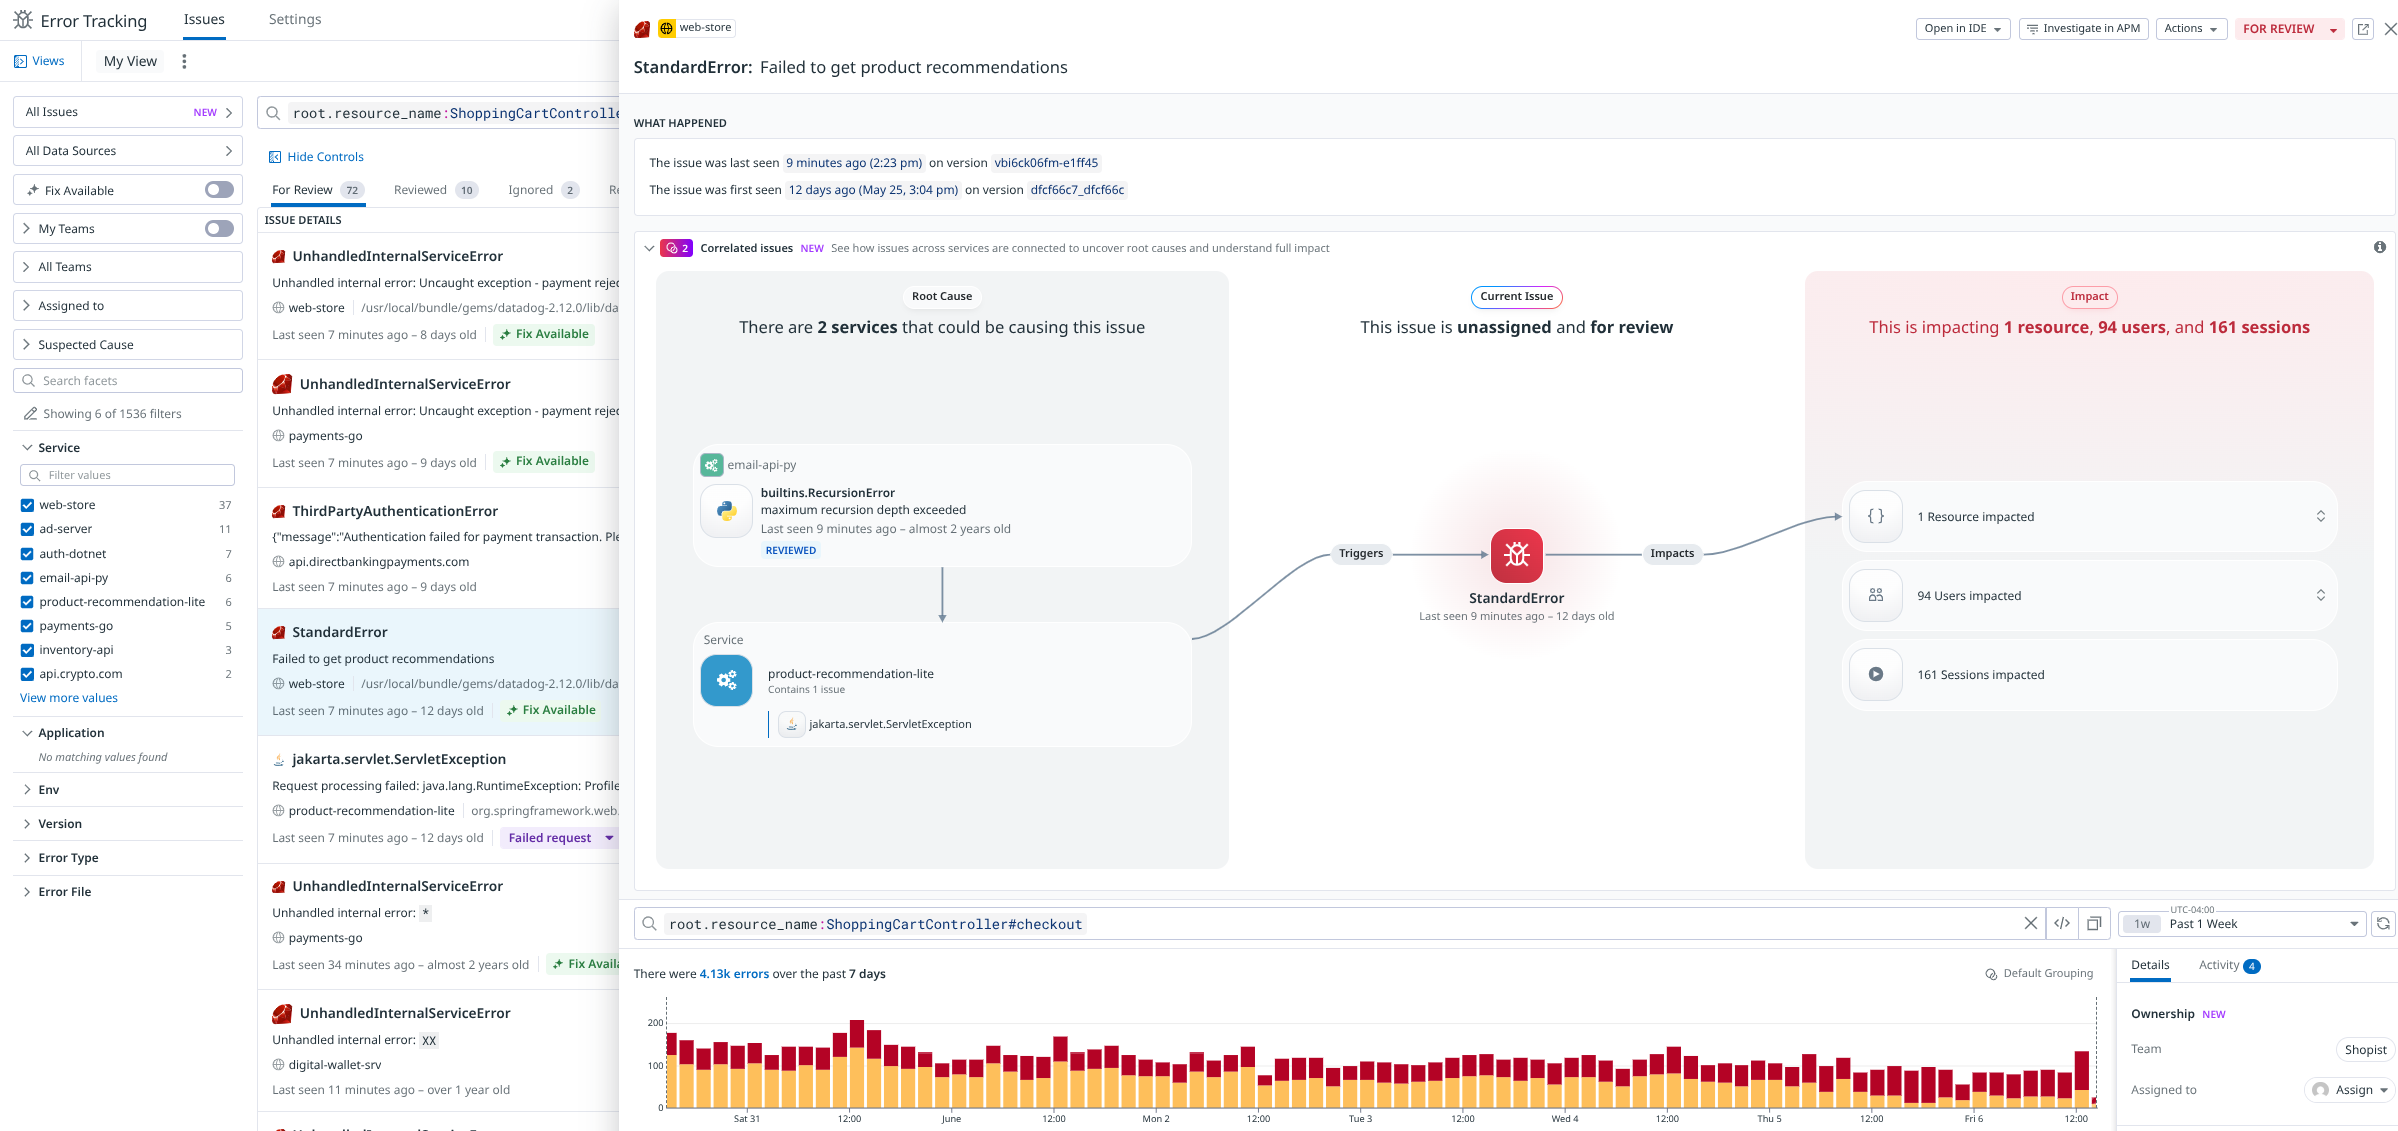 Error Tracking
Issues
Settings
Views
My View
All Issues
NEW
All Data Sources
Fix Available
My Teams
All Teams
Assigned to
Suspected Cause
Search facets
Showing 6 of 1536 filters
Service
Filter values
web-store 37
ad-server 11
auth-dotnet 7
email-api-py 6
product-recommendation-lite 6
payments-go 5
inventory-api 3
api.crypto.com 2
View more values
Application
No matching values found
Env
Version
Error Type
Error File
root.resource_name:ShoppingCartControlle
Hide Controls
For Review 72
Reviewed 10
Ignored 2
Re
ISSUE DETAILS
UnhandledInternalServiceError
Unhandled internal error: Uncaught exception - payment rejec
web-store /usr/local/bundle/gems/datadog-2.12.0/lib/da
Last seen 7 minutes ago – 8 days old Fix Available
UnhandledInternalServiceError
Unhandled internal error: Uncaught exception - payment rejec
payments-go
Last seen 7 minutes ago – 9 days old Fix Available
ThirdPartyAuthenticationError
{"message":"Authentication failed for payment transaction. Ple
api.directbankingpayments.com
Last seen 7 minutes ago – 9 days old
StandardError
Failed to get product recommendations
web-store /usr/local/bundle/gems/datadog-2.12.0/lib/da
Last seen 7 minutes ago – 12 days old Fix Available
jakarta.servlet.ServletException
Request processing failed: java.lang.RuntimeException: Profile
product-recommendation-lite org.springframework.web.
Last seen 7 minutes ago – 12 days old Failed request
UnhandledInternalServiceError
Unhandled internal error: *
payments-go
Last seen 34 minutes ago – almost 2 years old Fix Availa
UnhandledInternalServiceError
Unhandled internal error: XX
digital-wallet-srv
Last seen 11 minutes ago – over 1 year old
web-store
Open in IDE
Investigate in APM
Actions
FOR REVIEW
StandardError: Failed to get product recommendations
WHAT HAPPENED
The issue was last seen 9 minutes ago (2:23 pm) on version vbi6ck06fm-e1ff45
The issue was first seen 12 days ago (May 25, 3:04 pm) on version dfcf66c7_dfcf66c
2 Correlated issues NEW See how issues across services are connected to uncover root causes and understand full impact
Root Cause
There are 2 services that could be causing this issue
email-api-py
builtins.RecursionError
maximum recursion depth exceeded
Last seen 9 minutes ago – almost 2 years old
REVIEWED
Service
product-recommendation-lite
Contains 1 issue
jakarta.servlet.ServletException
Current Issue
This issue is unassigned and for review
Triggers
Impacts
StandardError
Last seen 9 minutes ago – 12 days old
Impact
This is impacting 1 resource, 94 users, and 161 sessions
1 Resource impacted
94 Users impacted
161 Sessions impacted
root.resource_name:ShoppingCartController#checkout
UTC-04:00
1w Past 1 Week
There were 4.13k errors over the past 7 days
Default Grouping
200
100
0
Sat 31 12:00 June 12:00 Mon 2 12:00 Tue 3 12:00 Wed 4 12:00 Thu 5 12:00 Fri 6 12:00
Details
Activity 4
Ownership NEW
Team Shopist
Assigned to Assign